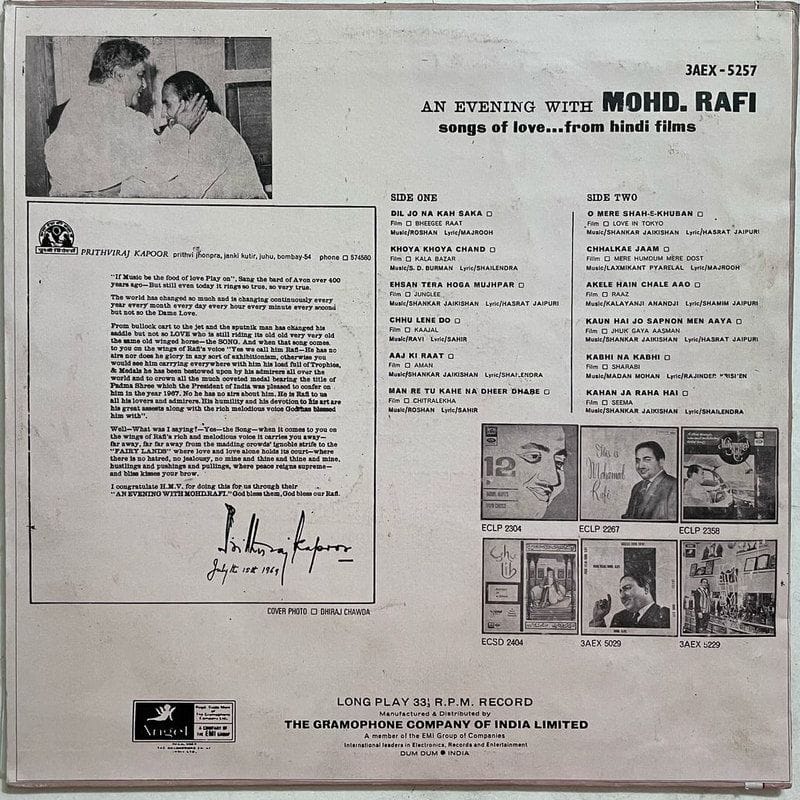 3AEX-5257
AN EVENING WITH MOHD. RAFI
songs of love...from hindi films
PRITHVIRAJ KAPOOR prithvi jhonpra, janki kutir, juhu, bombay-54 phone 574560
"If Music be the food of love Play on", Sang the bard of Avon over 400
years ago—But still even today it rings so true, so very true.
The world has changed so much and is changing continuously every
year every month every day every hour every minute every second
but not so the Dame Love.
From bullock cart to the jet and the sputnik man has changed his
saddle but not so LOVE who is still riding its old old very very old
the same old winged horse—the SONG. And when that song comes
to you on the wings of Rafi's voice "Yes we call him Rafi—He has no
airs nor does he glory in any sort of exhibitionism, otherwise you
would see him carrying everywhere with him his load full of Trophies,
& Medals he has been bestowed upon by his admirers all over the
world and to crown all the much coveted medal bearing the title of
Padma Shree which the President of India was pleased to confer on
him in the year 1967. No he has no airs about him. He is Rafi to us
all his lovers and admirers. His humility and his devotion to his art are
his great assests along with the rich melodious voice God has blessed
him with".
Well—What was I saying?—Yes—the Song—when it comes to you on
the wings of Rafi's rich and melodious voice it carries you away—
far away, far far away from the madding crowds' ignoble strife to the
"FAIRY LANDS" where love and love alone holds its court—where
there is no hatred, no jealousy, no mine and thine and thine and mine,
hustlings and pushings and pullings, where peace reigns supreme—
and bliss kisses your brow.
I congratulate H.M.V. for doing this for us through their
"AN EVENING WITH MOHD.RAFI." God bless them, God bless our Rafi.
Prithviraj Kapoor
July 15th 1969
COVER PHOTO DHIRAJ CHAWDA
SIDE ONE
DIL JO NA KAH SAKA
Film BHEEGEE RAAT
Music/ROSHAN Lyric/MAJROOH
KHOYA KHOYA CHAND
Film KALA BAZAR
Music/S. D. BURMAN Lyric/SHAILENDRA
EHSAN TERA HOGA MUJHPAR
Film JUNGLEE
Music/SHANKAR JAIKISHAN Lyric/HASRAT JAIPURI
CHHU LENE DO
Film KAAJAL
Music/RAVI Lyric/SAHIR
AAJ KI RAAT
Film AMAN
Music/SHANKAR JAIKISHAN Lyric/SHAILENDRA
MAN RE TU KAHE NA DHEER DHARE
Film CHITRALEKHA
Music/ROSHAN Lyric/SAHIR
SIDE TWO
O MERE SHAH-E-KHUBAN
Film LOVE IN TOKYO
Music/SHANKAR JAIKISHAN Lyric/HASRAT JAIPURI
CHHALKAE JAAM
Film MERE HUMDUM MERE DOST
Music/LAXMIKANT PYARELAL Lyric/MAJROOH
AKELE HAIN CHALE AAO
Film RAAZ
Music/KALAYANJI ANANDJI Lyric/SHAMIM JAIPURI
KAUN HAI JO SAPNON MEN AAYA
Film JHUK GAYA AASMAN
Music/SHANKAR JAIKISHAN Lyric/HASRAT JAIPURI
KABHI NA KABHI
Film SHARABI
Music/MADAN MOHAN Lyric/RAJINDER KRISHEN
KAHAN JA RAHA HAI
Film SEEMA
Music/SHANKAR JAIKISHAN Lyric/SHAILENDRA
12
This is
Mohamad
Rafi
ECLP 2304 ECLP 2267 ECLP 2358
ECSD 2404 3AEX 5029 3AEX 5229
Angel
A COMPANY OF
THE EMI GROUP
LONG PLAY 33⅓ R.P.M. RECORD
Manufactured & Distributed by
THE GRAMOPHONE COMPANY OF INDIA LIMITED
A member of the EMI Group of Companies
International leaders in Electronics, Records and Entertainment
DUM DUM INDIA